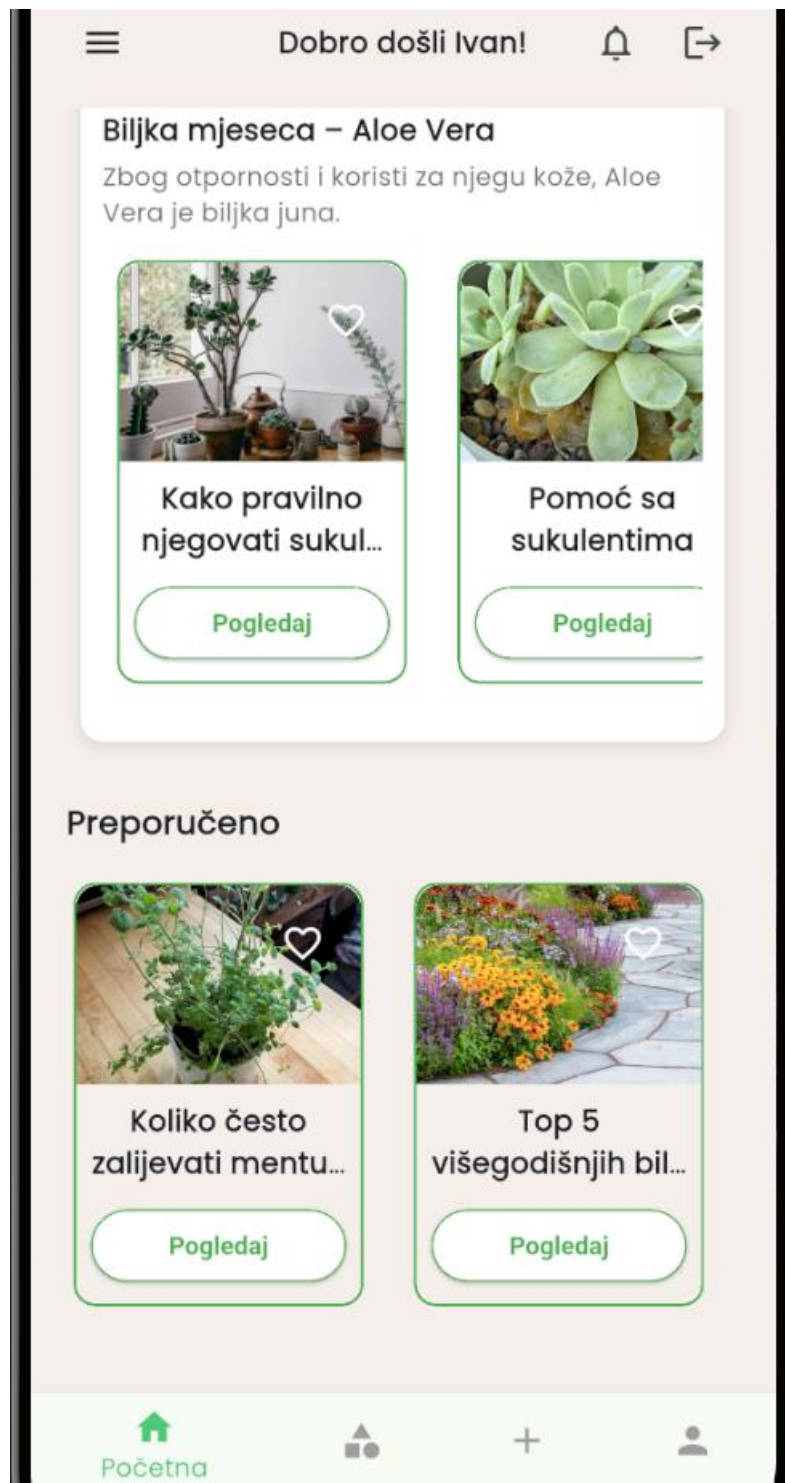 Dobro došli Ivan!
Biljka mjeseca – Aloe Vera
Zbog otpornosti i koristi za njegu kože, Aloe
Vera je biljka juna.
Kako pravilno
njegovati sukul...
Pogledaj
Pomoć sa
sukulentima
Pogledaj
Preporučeno
Koliko često
zalijevati mentu...
Pogledaj
Top 5
višegodišnjih bil...
Pogledaj
Početna